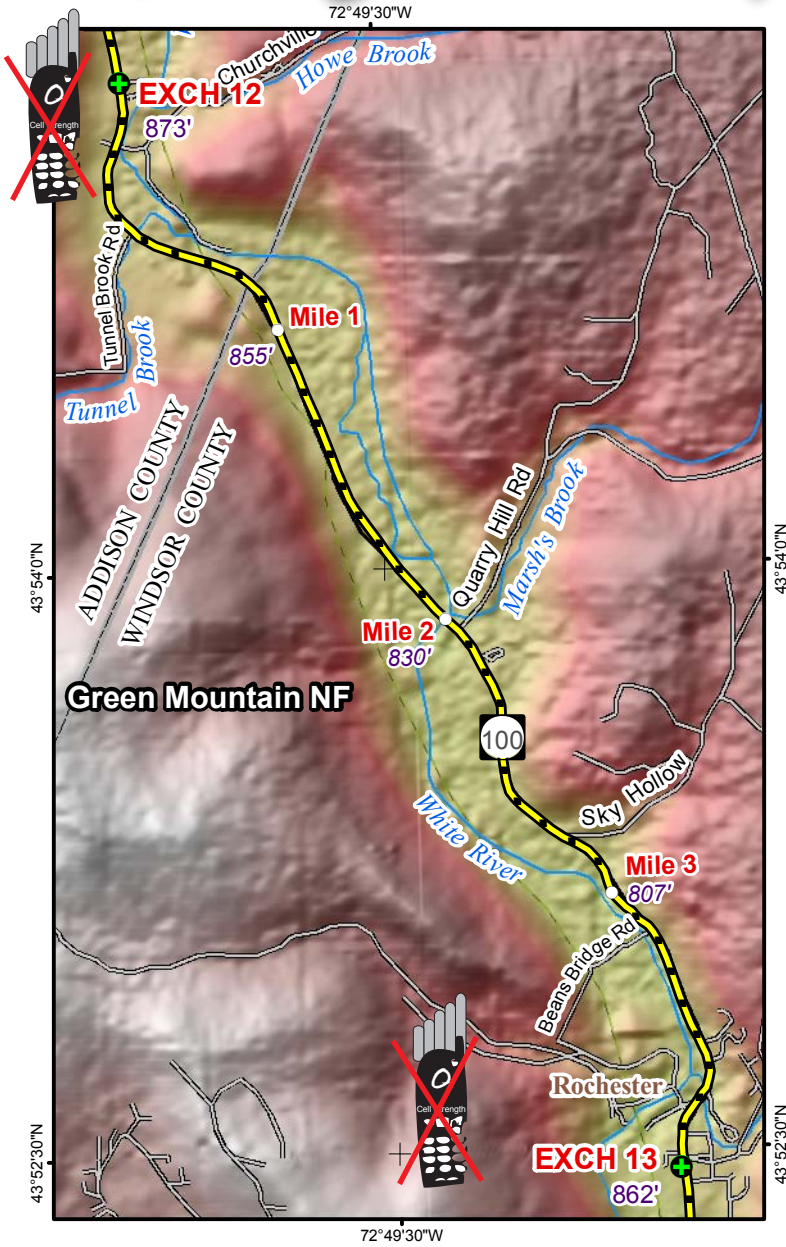 72°49'30"W
Churchville
Howe Brook
EXCH 12
873'
Cell Strength
Tunnel Brook Rd
Mile 1
855'
Tunnel Brook
ADDISON COUNTY
WINDSOR COUNTY
Quarry Hill Rd
Marsh's Brook
43°54'0"N
43°54'0"N
Mile 2
830'
Green Mountain NF
100
Sky Hollow
White River
Mile 3
807'
Beans Bridge Rd
Cell Strength
Rochester
EXCH 13
862'
43°52'30"N
43°52'30"N
72°49'30"W